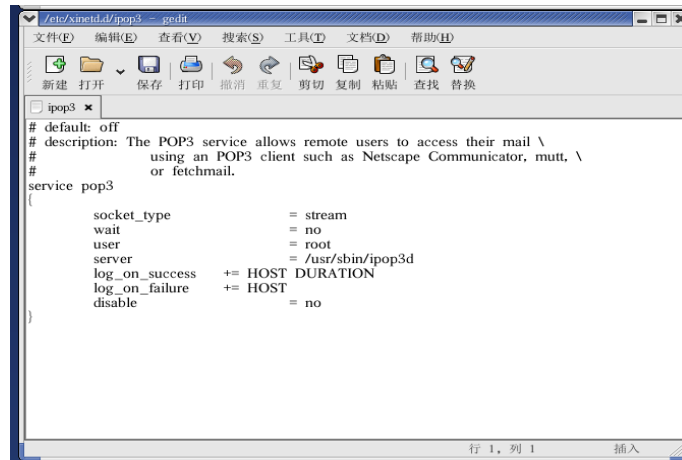 /etc/xinetd.d/ipop3 - gedit
文件(F) 编辑(E) 查看(V) 搜索(S) 工具(T) 文档(D) 帮助(H)
新建 打开 保存 打印 撤消 重复 剪切 复制 粘贴 查找 替换
ipop3
# default: off
# description: The POP3 service allows remote users to access their mail \
# using an POP3 client such as Netscape Communicator, mutt, \
# or fetchmail.
service pop3
{
socket_type = stream
wait = no
user = root
server = /usr/sbin/ipop3d
log_on_success += HOST DURATION
log_on_failure += HOST
disable = no
}
行 1, 列 1 插入